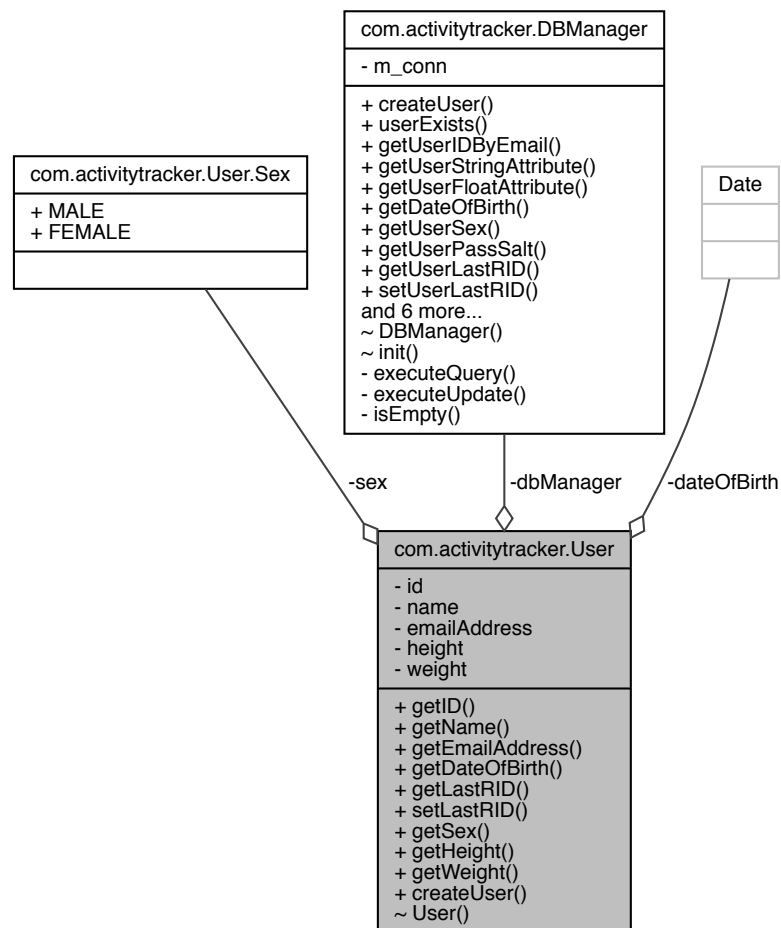 com.activitytracker.DBManager
- m_conn
+ createUser()
+ userExists()
+ getUserIDByEmail()
+ getUserStringAttribute()
+ getUserFloatAttribute()
+ getDateOfBirth()
+ getUserSex()
+ getUserPassSalt()
+ getUserLastRID()
+ setUserLastRID()
and 6 more...
~ DBManager()
~ init()
- executeQuery()
- executeUpdate()
- isEmpty()
com.activitytracker.User.Sex
+ MALE
+ FEMALE
Date
-sex
-dbManager
-dateOfBirth
com.activitytracker.User
- id
- name
- emailAddress
- height
- weight
+ getID()
+ getName()
+ getEmailAddress()
+ getDateOfBirth()
+ getLastRID()
+ setLastRID()
+ getSex()
+ getHeight()
+ getWeight()
+ createUser()
~ User()